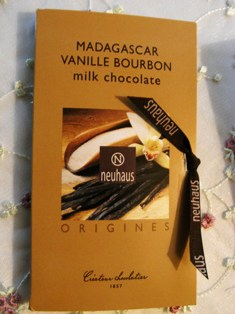 MADAGASCAR
VANILLE BOURBON
milk chocolate
neuhaus
N
neuhaus
neuhaus
ORIGINES
Créateur chocolatier
1857